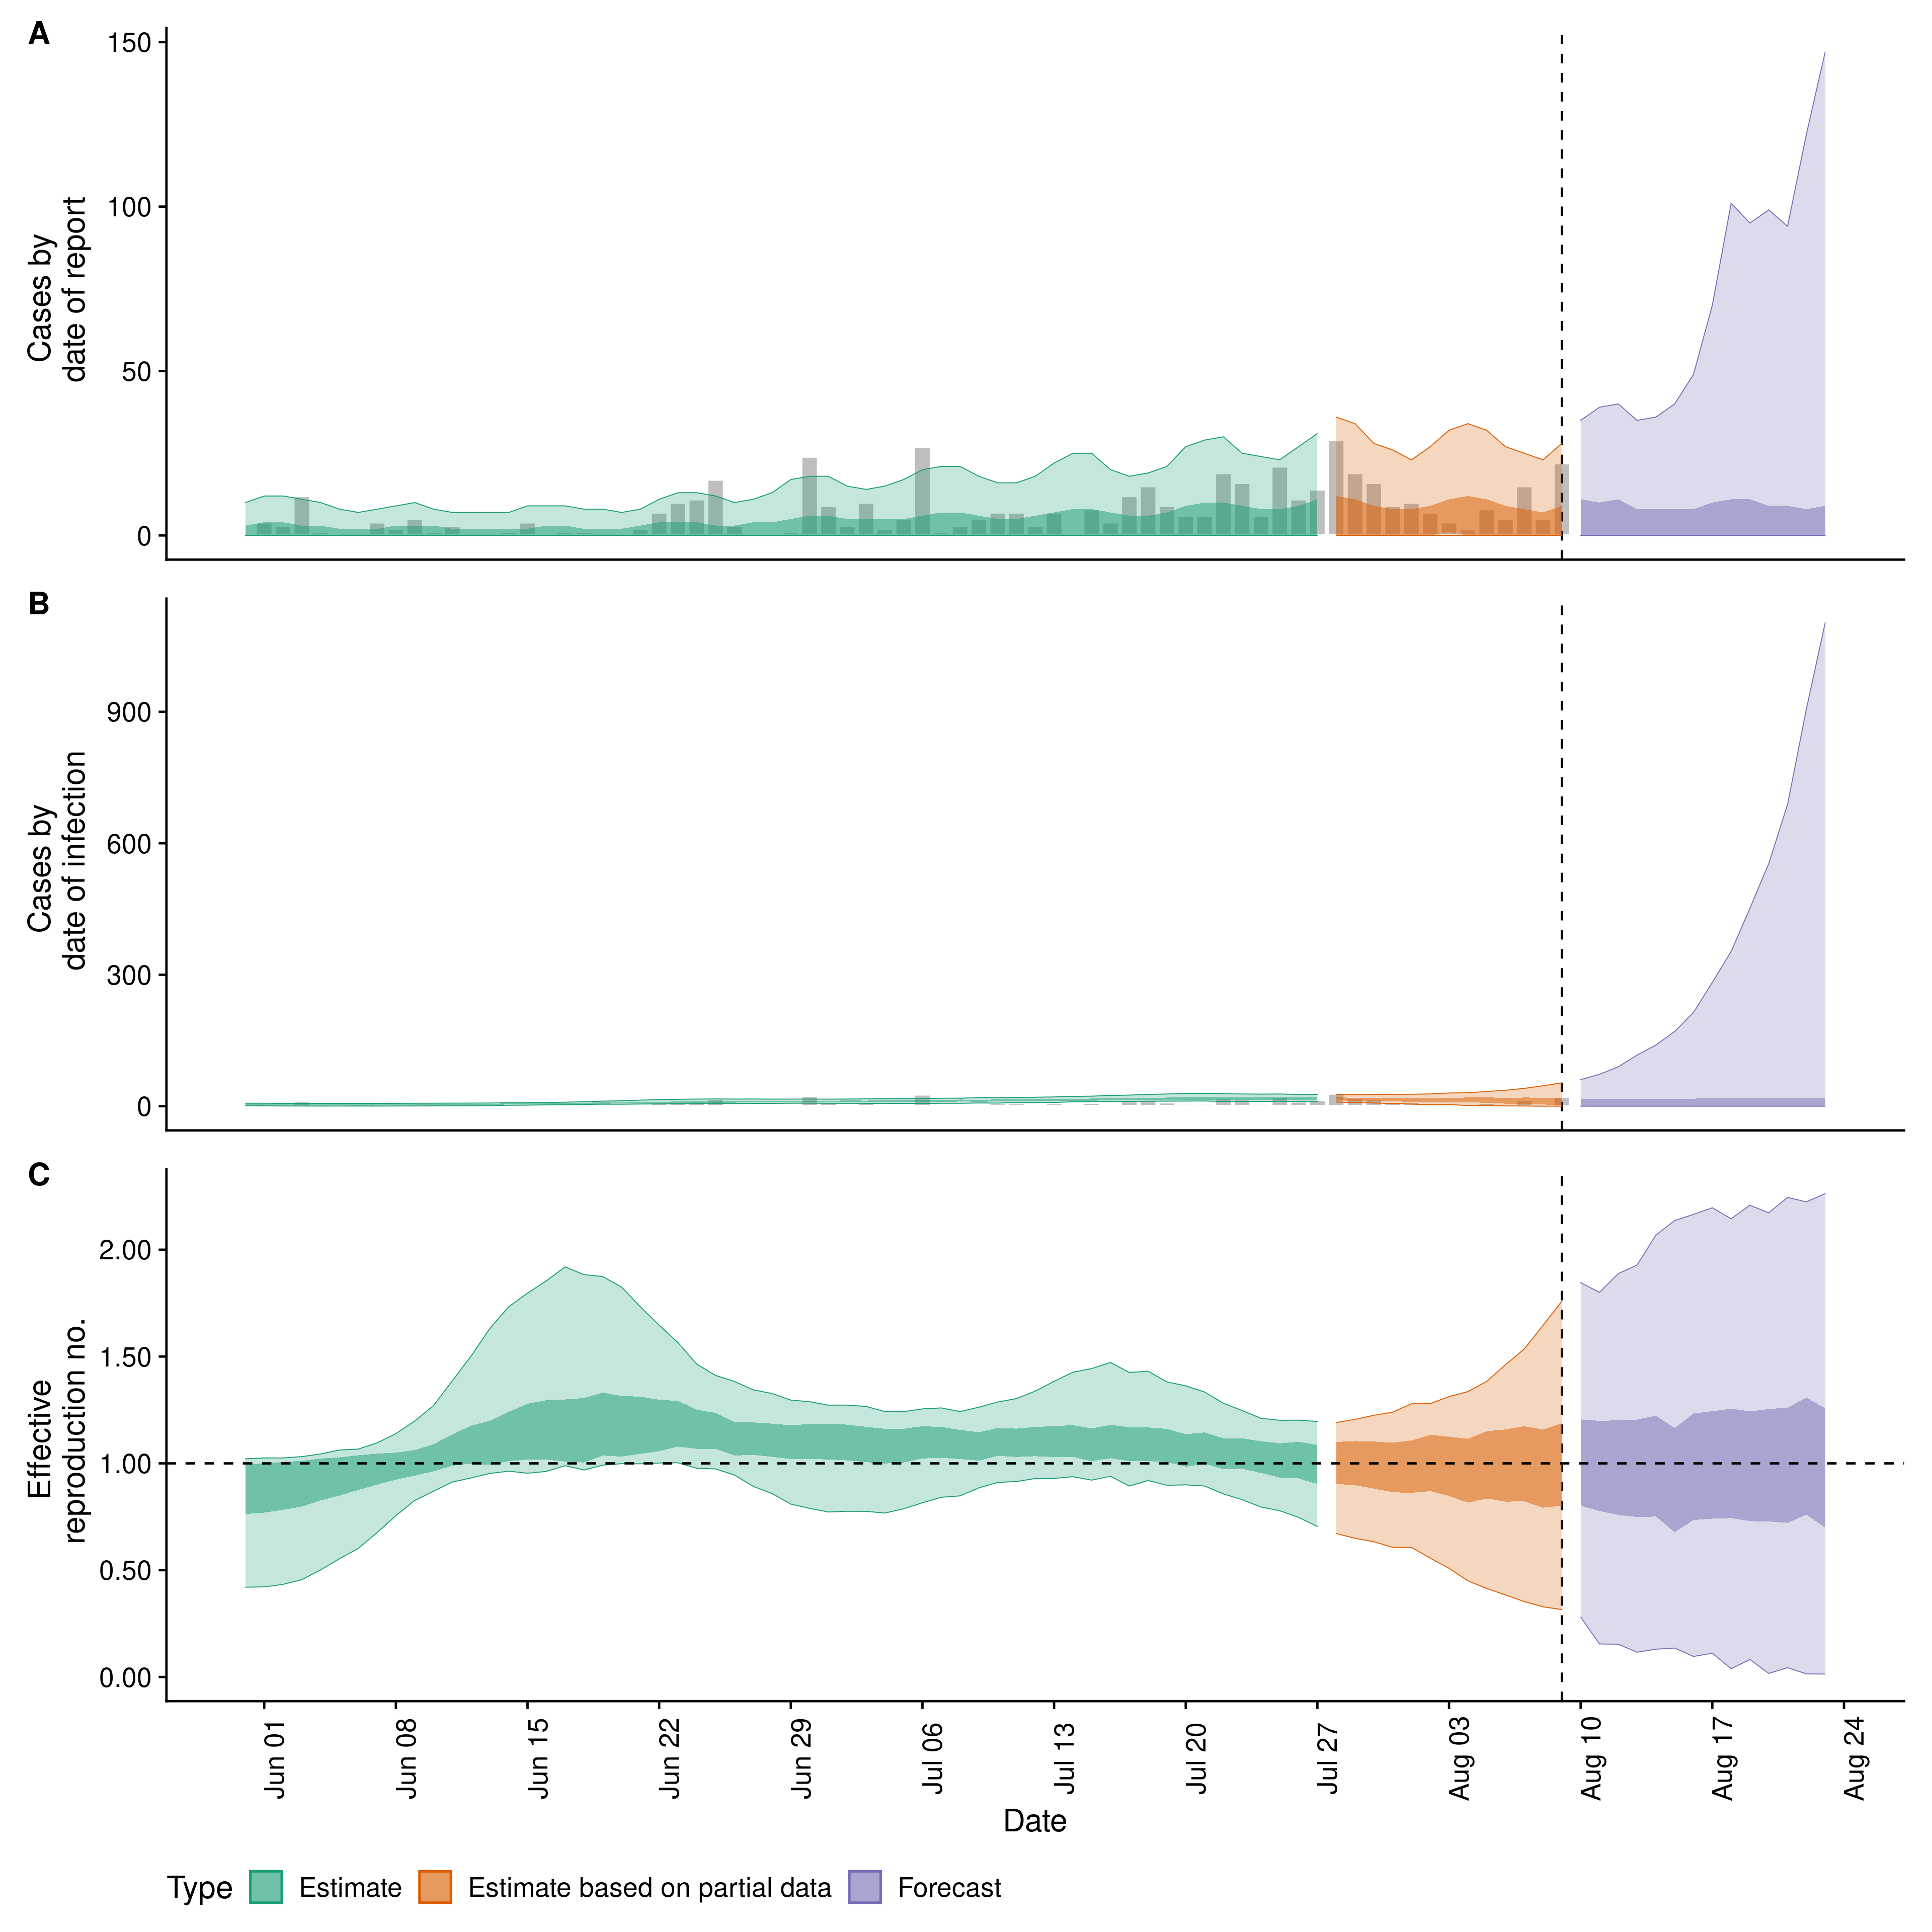 A
150
100
50
0
Cases by
date of report
B
900
600
300
0
Cases by
date of infection
C
2.00
1.50
1.00
0.50
0.00
Effective
reproduction no.
Jun 01
Jun 08
Jun 15
Jun 22
Jun 29
Jul 06
Jul 13
Jul 20
Jul 27
Aug 03
Aug 10
Aug 17
Aug 24
Date
Type Estimate Estimate based on partial data Forecast